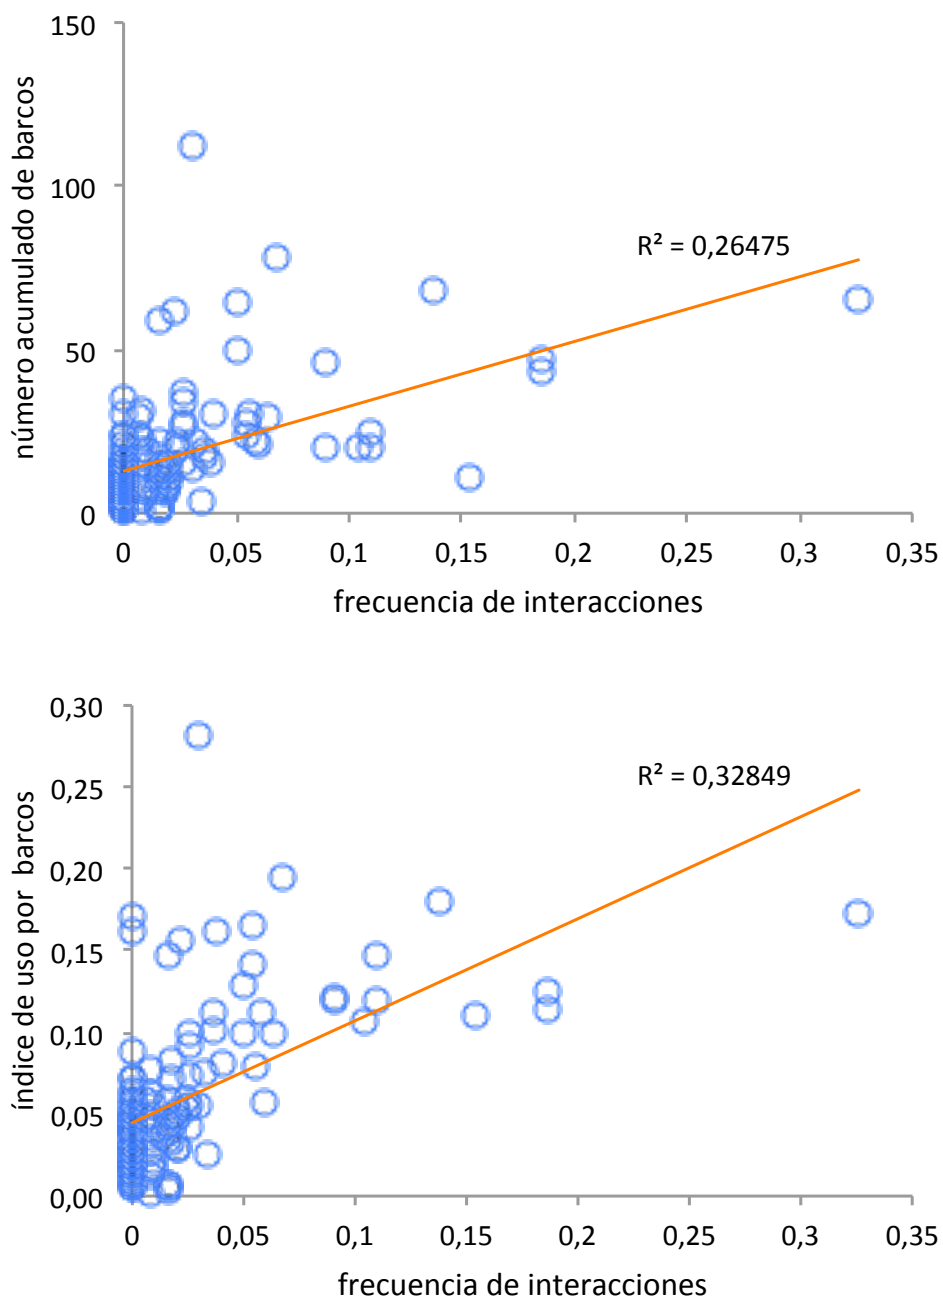 150
100
50
0
número acumulado de barcos
R² = 0,26475
0 0,05 0,1 0,15 0,2 0,25 0,3 0,35
frecuencia de interacciones
0,30
0,25
0,20
0,15
0,10
0,05
0,00
índice de uso por barcos
R² = 0,32849
0 0,05 0,1 0,15 0,2 0,25 0,3 0,35
frecuencia de interacciones